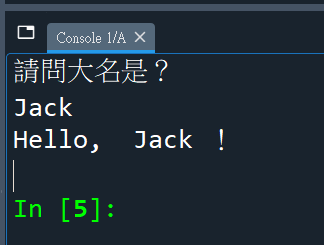 Console 1/A
請問大名是？
Jack
Hello,  Jack ！
In [5]: